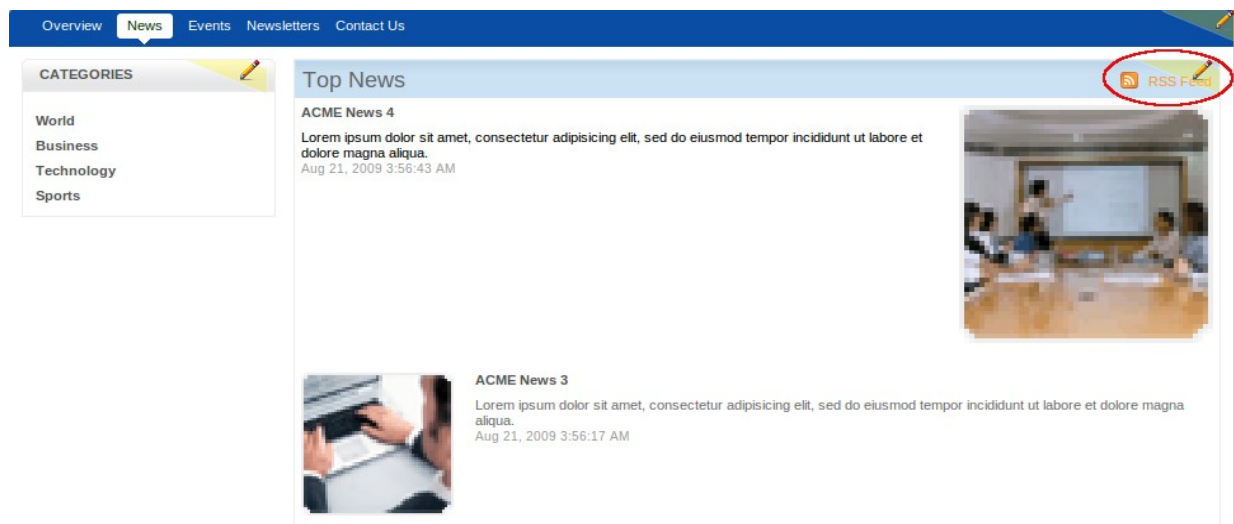 Overview News Events Newsletters Contact Us
CATEGORIES
World
Business
Technology
Sports
Top News
RSS Feed
ACME News 4
Lorem ipsum dolor sit amet, consectetur adipisicing elit, sed do eiusmod tempor incididunt ut labore et
dolore magna aliqua.
Aug 21, 2009 3:56:43 AM
ACME News 3
Lorem ipsum dolor sit amet, consectetur adipisicing elit, sed do eiusmod tempor incididunt ut labore et dolore magna
aliqua.
Aug 21, 2009 3:56:17 AM